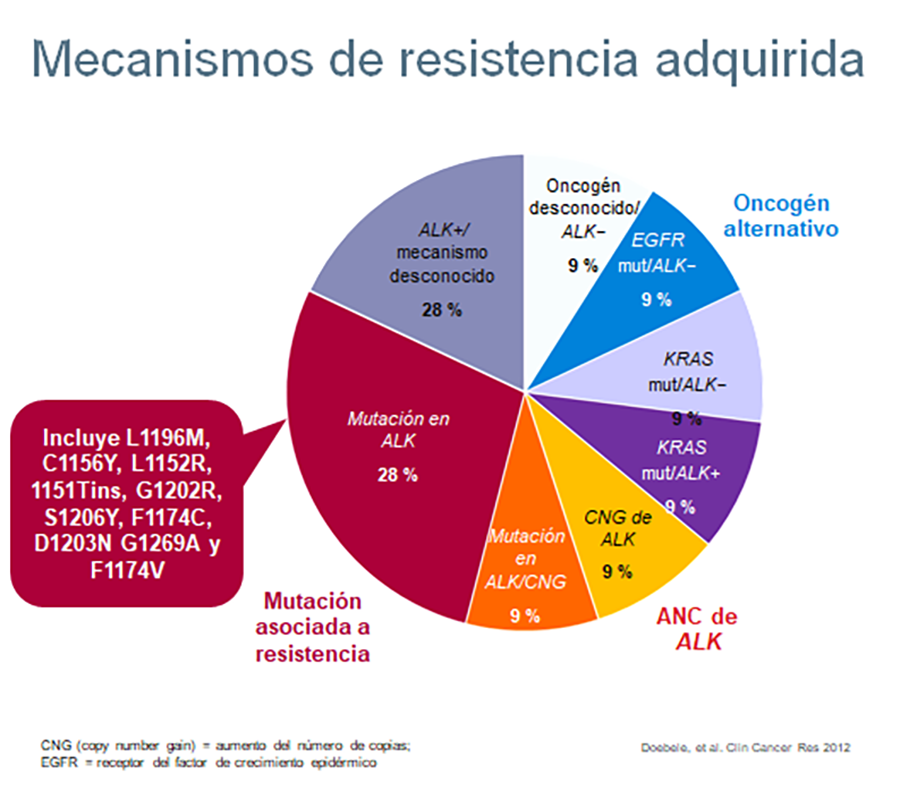 Mecanismos de resistencia adquirida
Oncogén
desconocido/
ALK–
9 %
EGFR
mut/ALK–
9 %
Oncogén
alternativo
KRAS
mut/ALK–
9 %
KRAS
mut/ALK+
9 %
CNG de
ALK
9 %
ANC de
ALK
Mutación
en
ALK/CNG
9 %
Mutación en
ALK
28 %
ALK+/
mecanismo
desconocido
28 %
Incluye L1196M,
C1156Y, L1152R,
1151Tins, G1202R,
S1206Y, F1174C,
D1203N G1269A y
F1174V
Mutación
asociada a
resistencia
CNG (copy number gain) = aumento del número de copias;
EGFR = receptor del factor de crecimiento epidérmico
Doebele, et al. Clin Cancer Res 2012